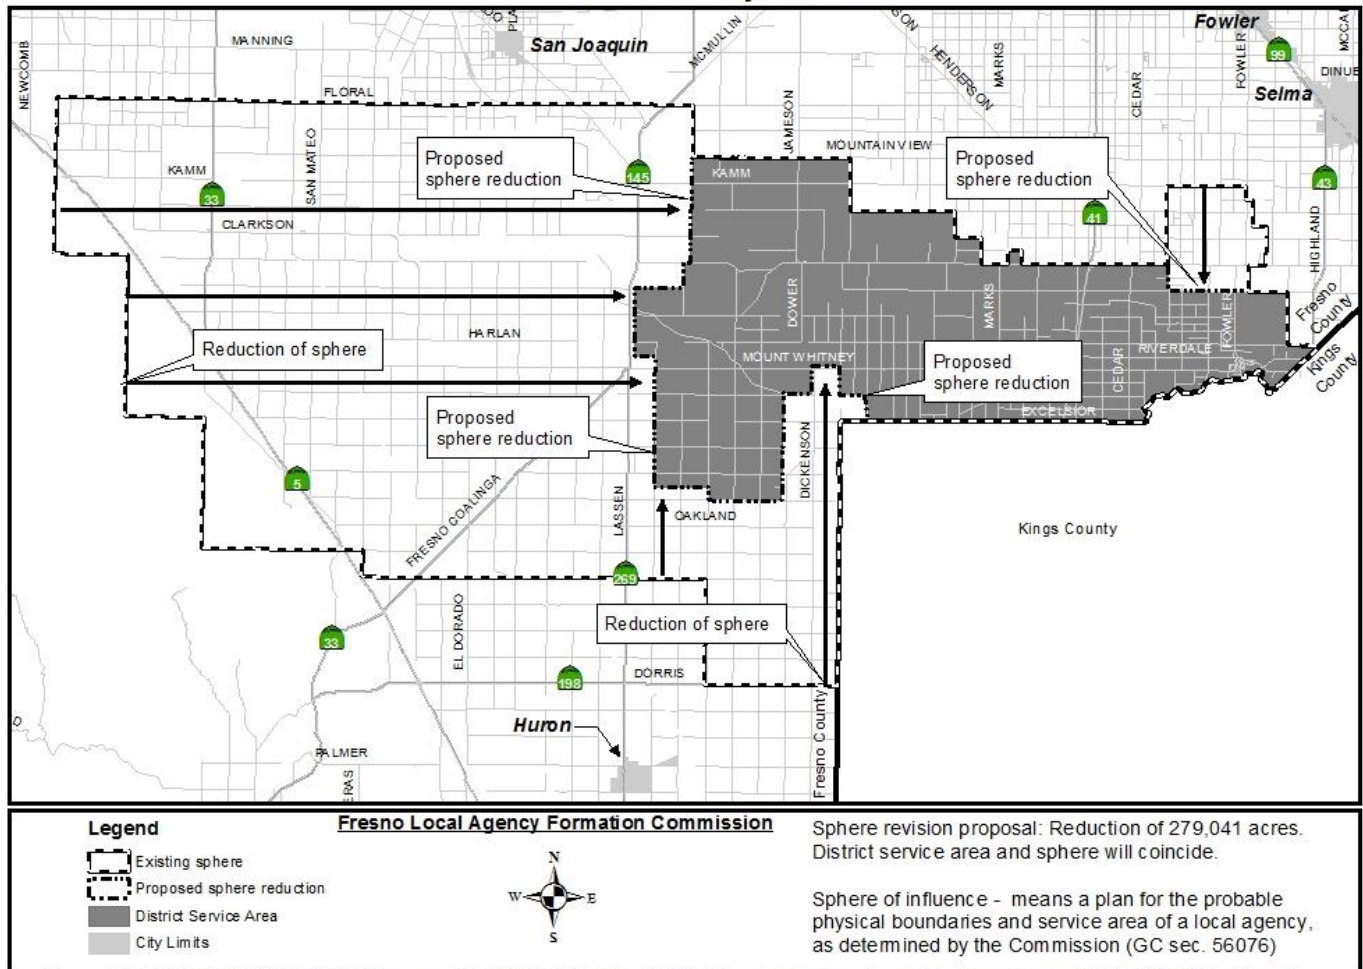 Fowler
San Joaquin
MANNING
MCMULLIN
HENDERSON
MARKS
CEDAR
FOWLER
99
DINUB
Selma
NEWCOMB
FLORAL
JAMESON
SAN MATEO
KAMM
33
CLARKSON
Proposed
sphere reduction
145
KAMM
MOUNTAIN VIEW
Proposed
sphere reduction
41
43
HIGHLAND
DOWER
MARKS
FOWLER
Fresno
County
Kings
County
HARLAN
Reduction of sphere
MOUNT WHITNEY
RIVERDALE
CEDAR
Proposed
sphere reduction
EXCELSIOR
Proposed
sphere reduction
DICKENSON
5
FRESNO COALINGA
LASSEN
OAKLAND
Kings County
269
EL DORADO
Reduction of sphere
33
198
DORRIS
Huron
Fresno County
PALMER
ERAS
Legend
Existing sphere
Proposed sphere reduction
District Service Area
City Limits
Fresno Local Agency Formation Commission
N
W E
S
Sphere revision proposal: Reduction of 279,041 acres.
District service area and sphere will coincide.
Sphere of influence - means a plan for the probable
physical boundaries and service area of a local agency,
as determined by the Commission (GC sec. 56076)